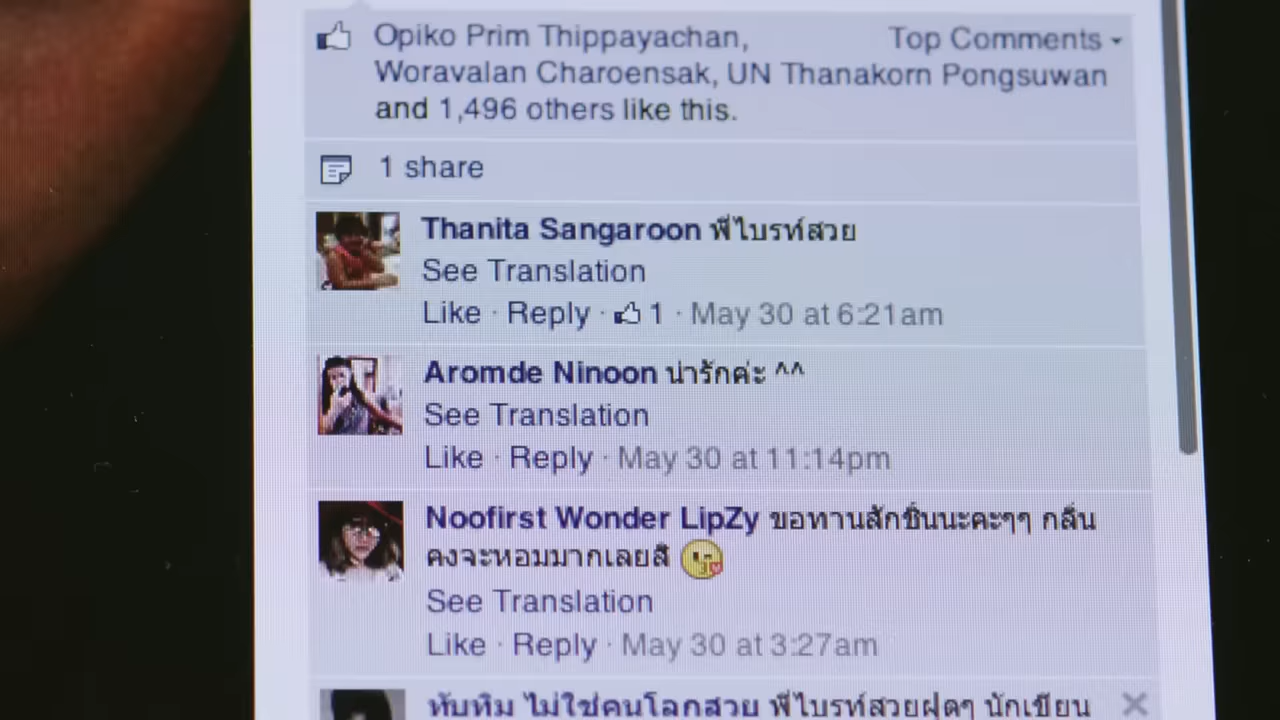 Opiko Prim Thippayachan,
Top Comments
Woravalan Charoensak, UN Thanakorn Pongsuwan
and 1,496 others like this.
1 share
Thanita Sangaroon พี่ไบรท์สวย
See Translation
Like · Reply · 1 · May 30 at 6:21am
Aromde Ninoon น่ารักค่ะ ^^
See Translation
Like · Reply · May 30 at 11:14pm
Noofirst Wonder LipZy ขอทานสักชิ้นนะคะๆๆ กลิ่น
คงจะหอมมากเลยสิ
See Translation
Like · Reply · May 30 at 3:27am
ทับทิม ไม่ใช่คนโลกสวย พี่ไบรท์สวยฝุดๆ นักเขียน